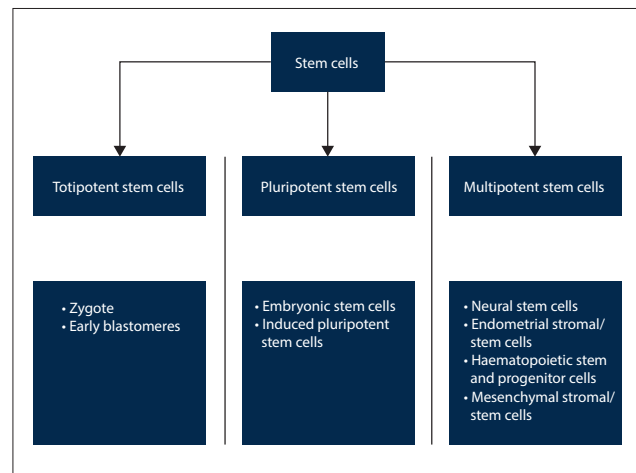 Stem cells
Totipotent stem cells
Pluripotent stem cells
Multipotent stem cells
• Zygote
• Early blastomeres
• Embryonic stem cells
• Induced pluripotent
stem cells
• Neural stem cells
• Endometrial stromal/
stem cells
• Haematopoietic stem
and progenitor cells
• Mesenchymal stromal/
stem cells